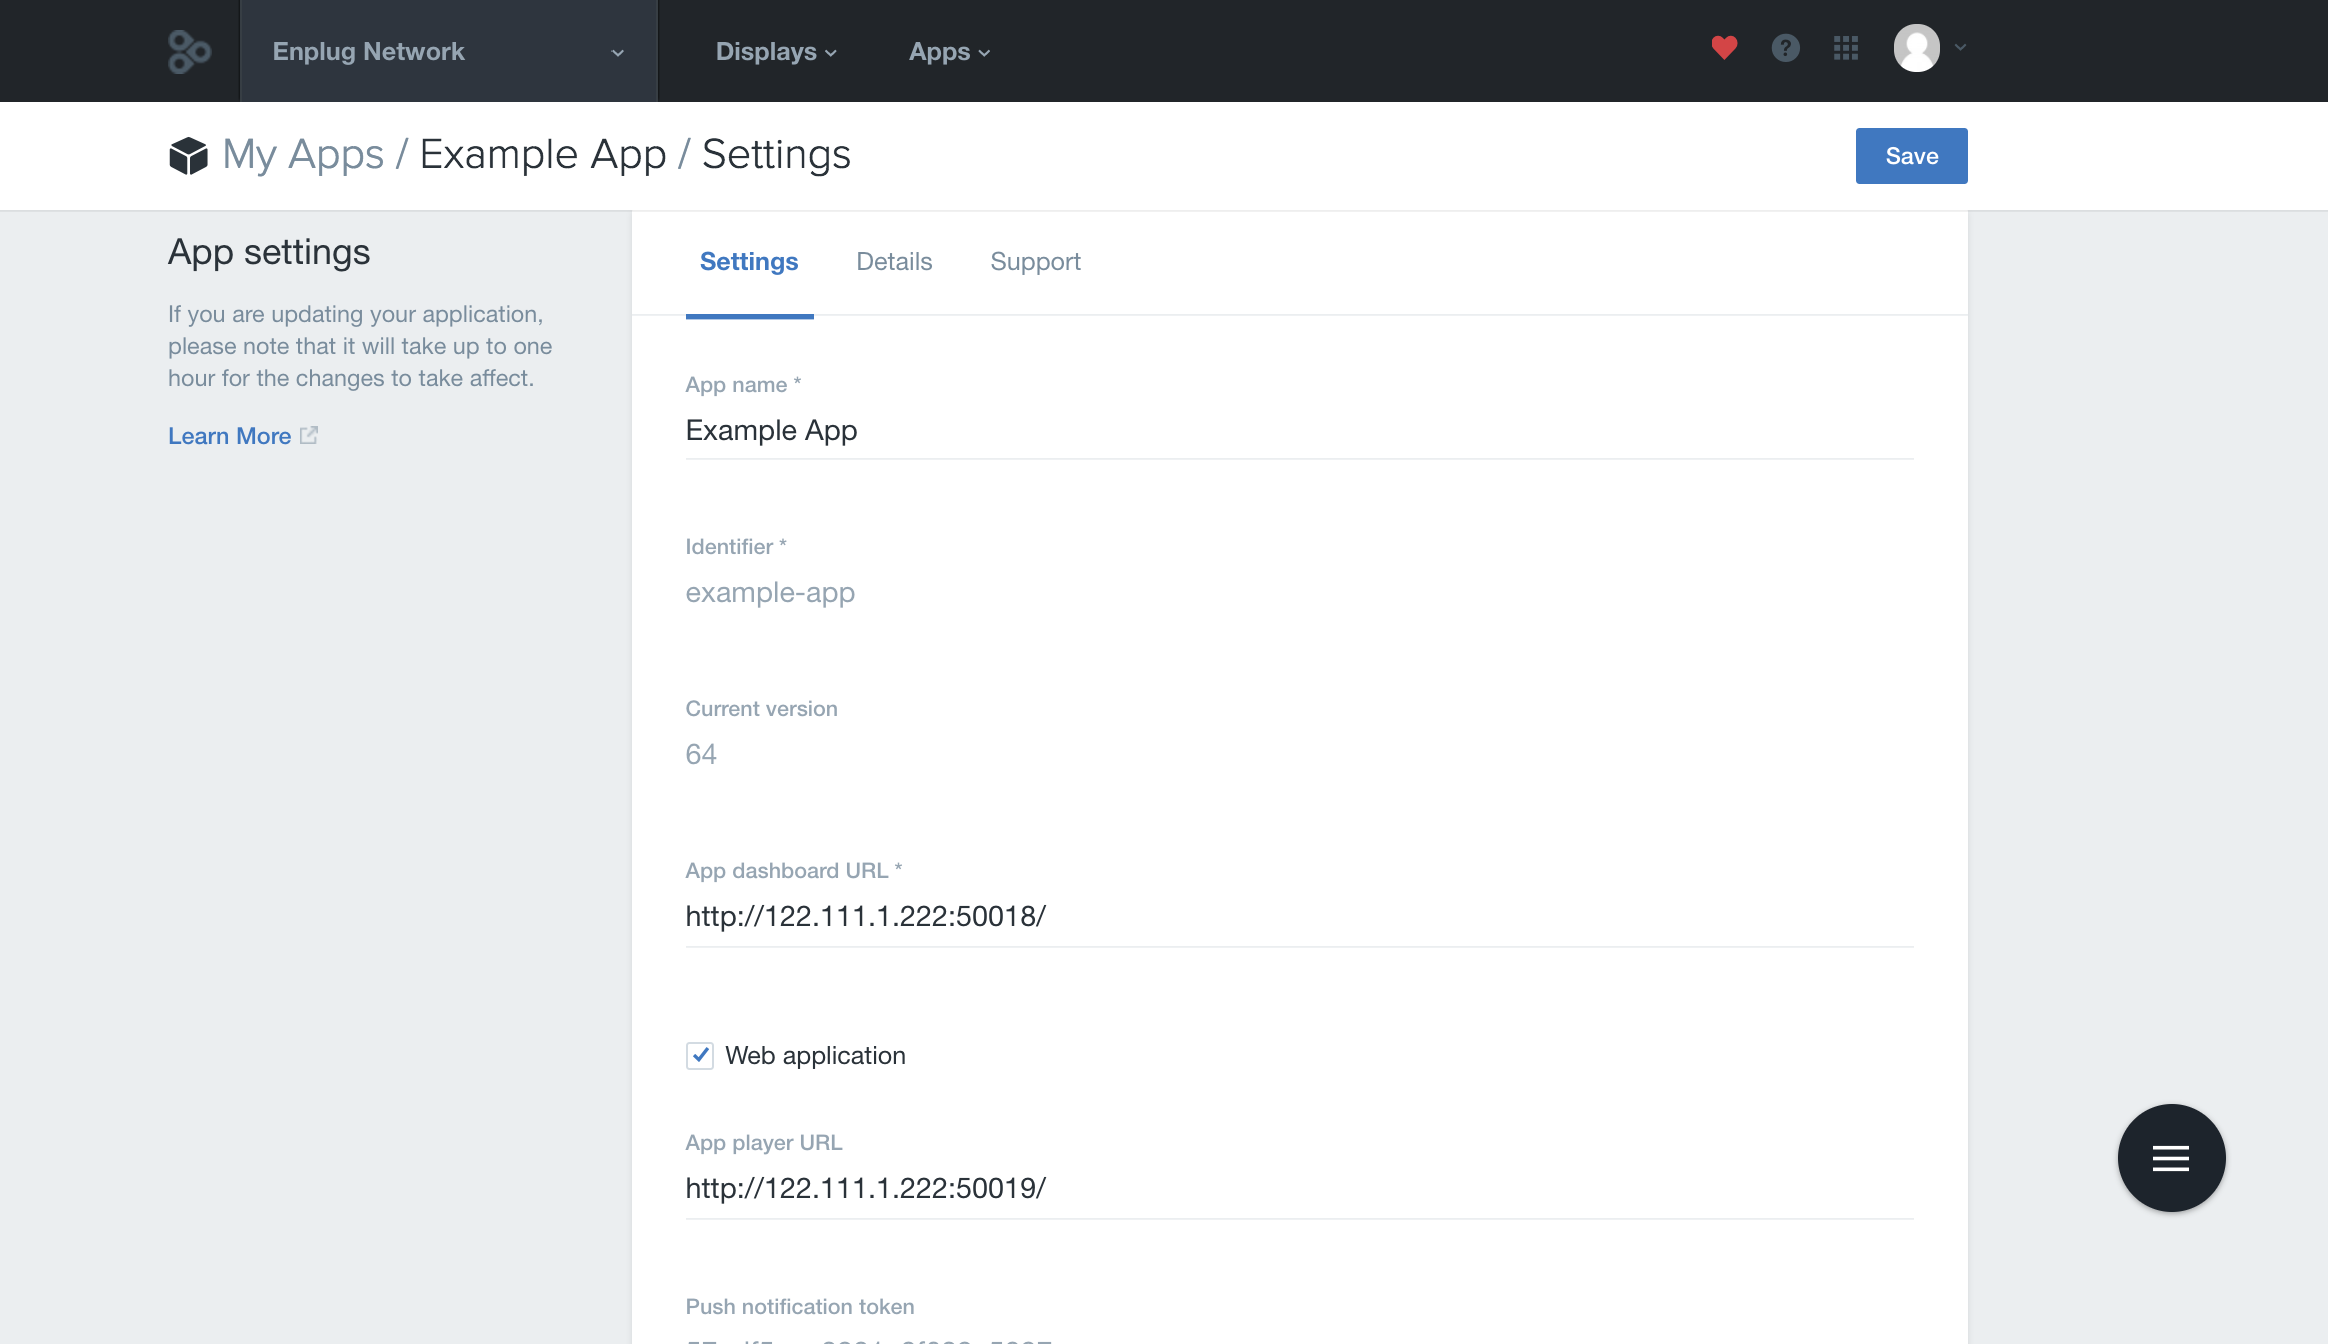 Enplug Network
Displays
Apps
?
My Apps / Example App / Settings
Save
App settings
If you are updating your application,
please note that it will take up to one
hour for the changes to take affect.
Learn More
Settings
Details
Support
App name *
Example App
Identifier *
example-app
Current version
64
App dashboard URL *
http://122.111.1.222:50018/
Web application
App player URL
http://122.111.1.222:50019/
Push notification token